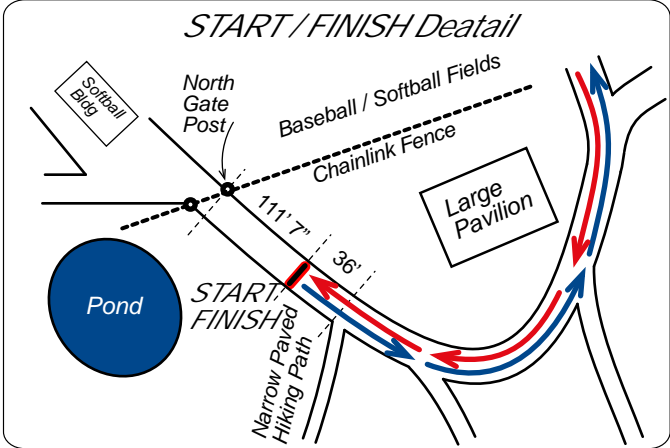 START / FINISH Deatail
Softball
Bldg
North
Gate
Post
Baseball / Softball Fields
Chainlink Fence
Large
Pavilion
111' 7"
36'
Pond
START
FINISH
Narrow Paved
Hiking Path